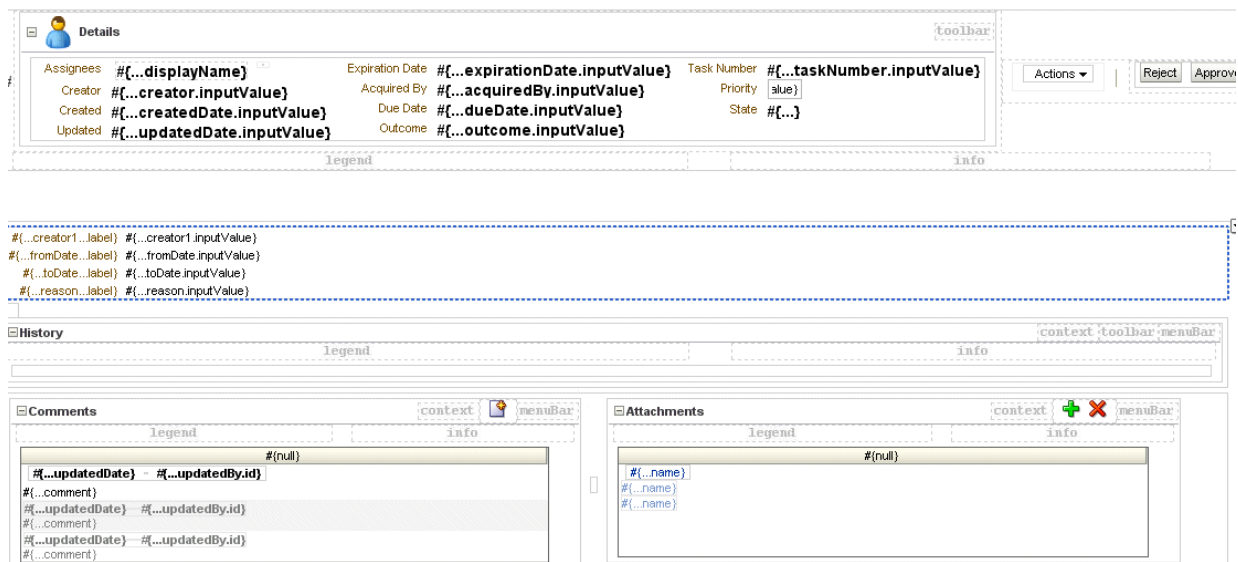 Details toolbar
Assignees #{...displayName} Expiration Date #{...expirationDate.inputValue} Task Number #{...taskNumber.inputValue}
# Creator #{...creator.inputValue} Acquired By #{...acquiredBy.inputValue} Priority alue} Actions Reject Approve
Created #{...createdDate.inputValue} Due Date #{...dueDate.inputValue} State #{...}
Updated #{...updatedDate.inputValue} Outcome #{...outcome.inputValue}
legend info
#{...creator1...label} #{...creator1.inputValue}
#{...fromDate...label} #{...fromDate.inputValue}
#{...toDate...label} #{...toDate.inputValue}
#{...reason...label} #{...reason.inputValue}
History context toolbar menuBar
legend info
Comments context menuBar Attachments context menuBar
legend info legend info
#{null} #{null}
#{...updatedDate} - #{...updatedBy.id} #{...name}
#{...comment} #{...name}
#{...updatedDate} #{...updatedBy.id} #{...name}
#{...comment}
#{...updatedDate} #{...updatedBy.id}
#{...comment}